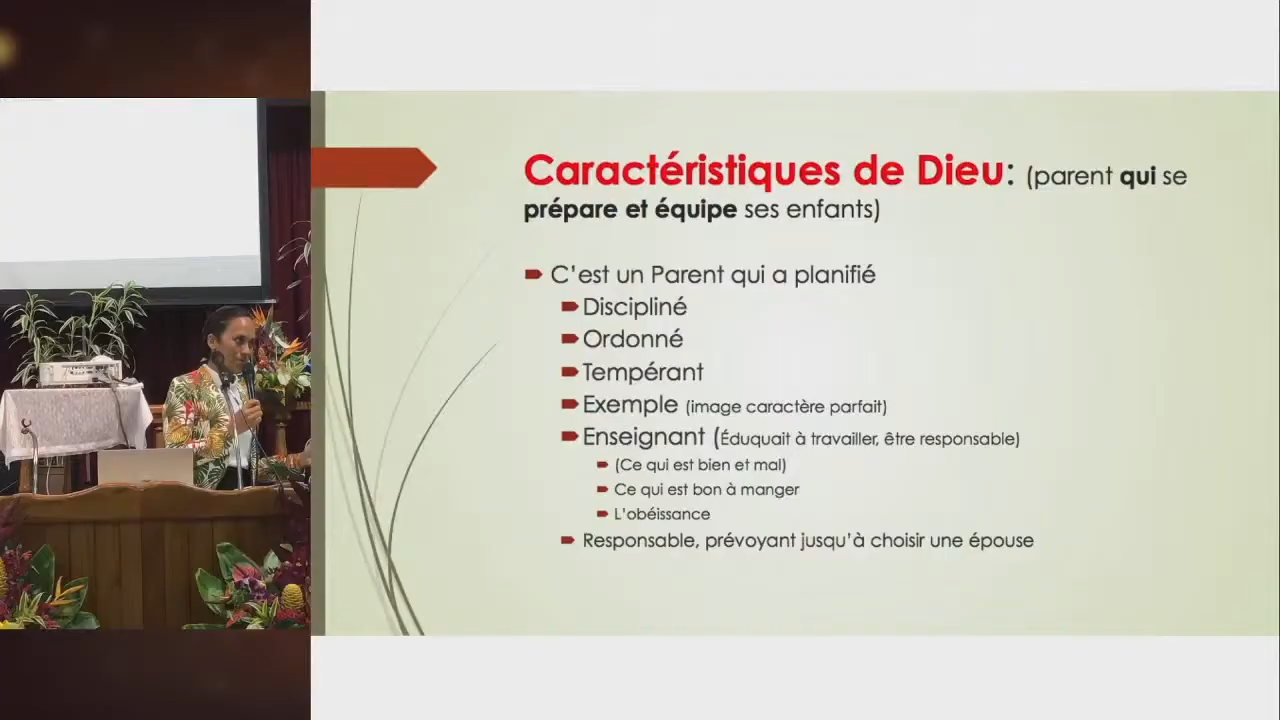 Caractéristiques de Dieu: (parent qui se
prépare et équipe ses enfants)
C’est un Parent qui a planifié
Discipliné
Ordonné
Tempérant
Exemple (image caractère parfait)
Enseignant (Éduquait à travailler, être responsable)
(Ce qui est bien et mal)
Ce qui est bon à manger
L’obéissance
Responsable, prévoyant jusqu’à choisir une épouse